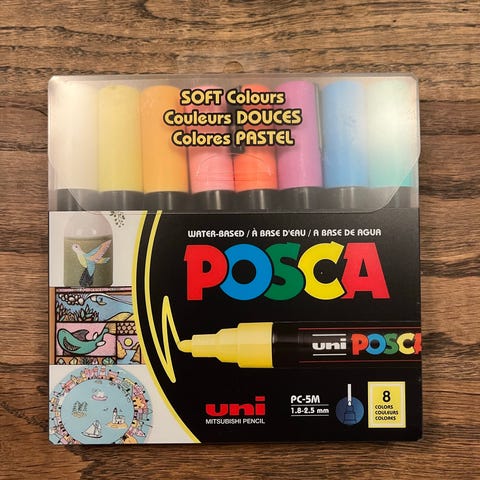 SOFT Colours
Couleurs DOUCES
Colores PASTEL
WATER-BASED / À BASE D'EAU / A BASE DE AGUA
POSCA
uni POSCA
uni
MITSUBISHI PENCIL
PC-5M
1.8-2.5 mm
8
COLORS
COULEURS
COLORES